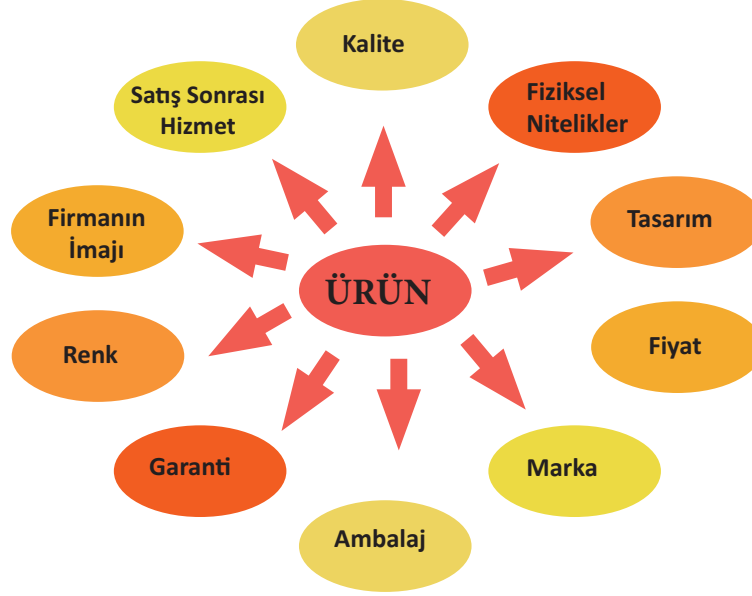 Kalite
Satış Sonrası
Hizmet
Fiziksel
Nitelikler
Firmanın
İmajı
Tasarım
ÜRÜN
Renk
Fiyat
Garanti
Marka
Ambalaj